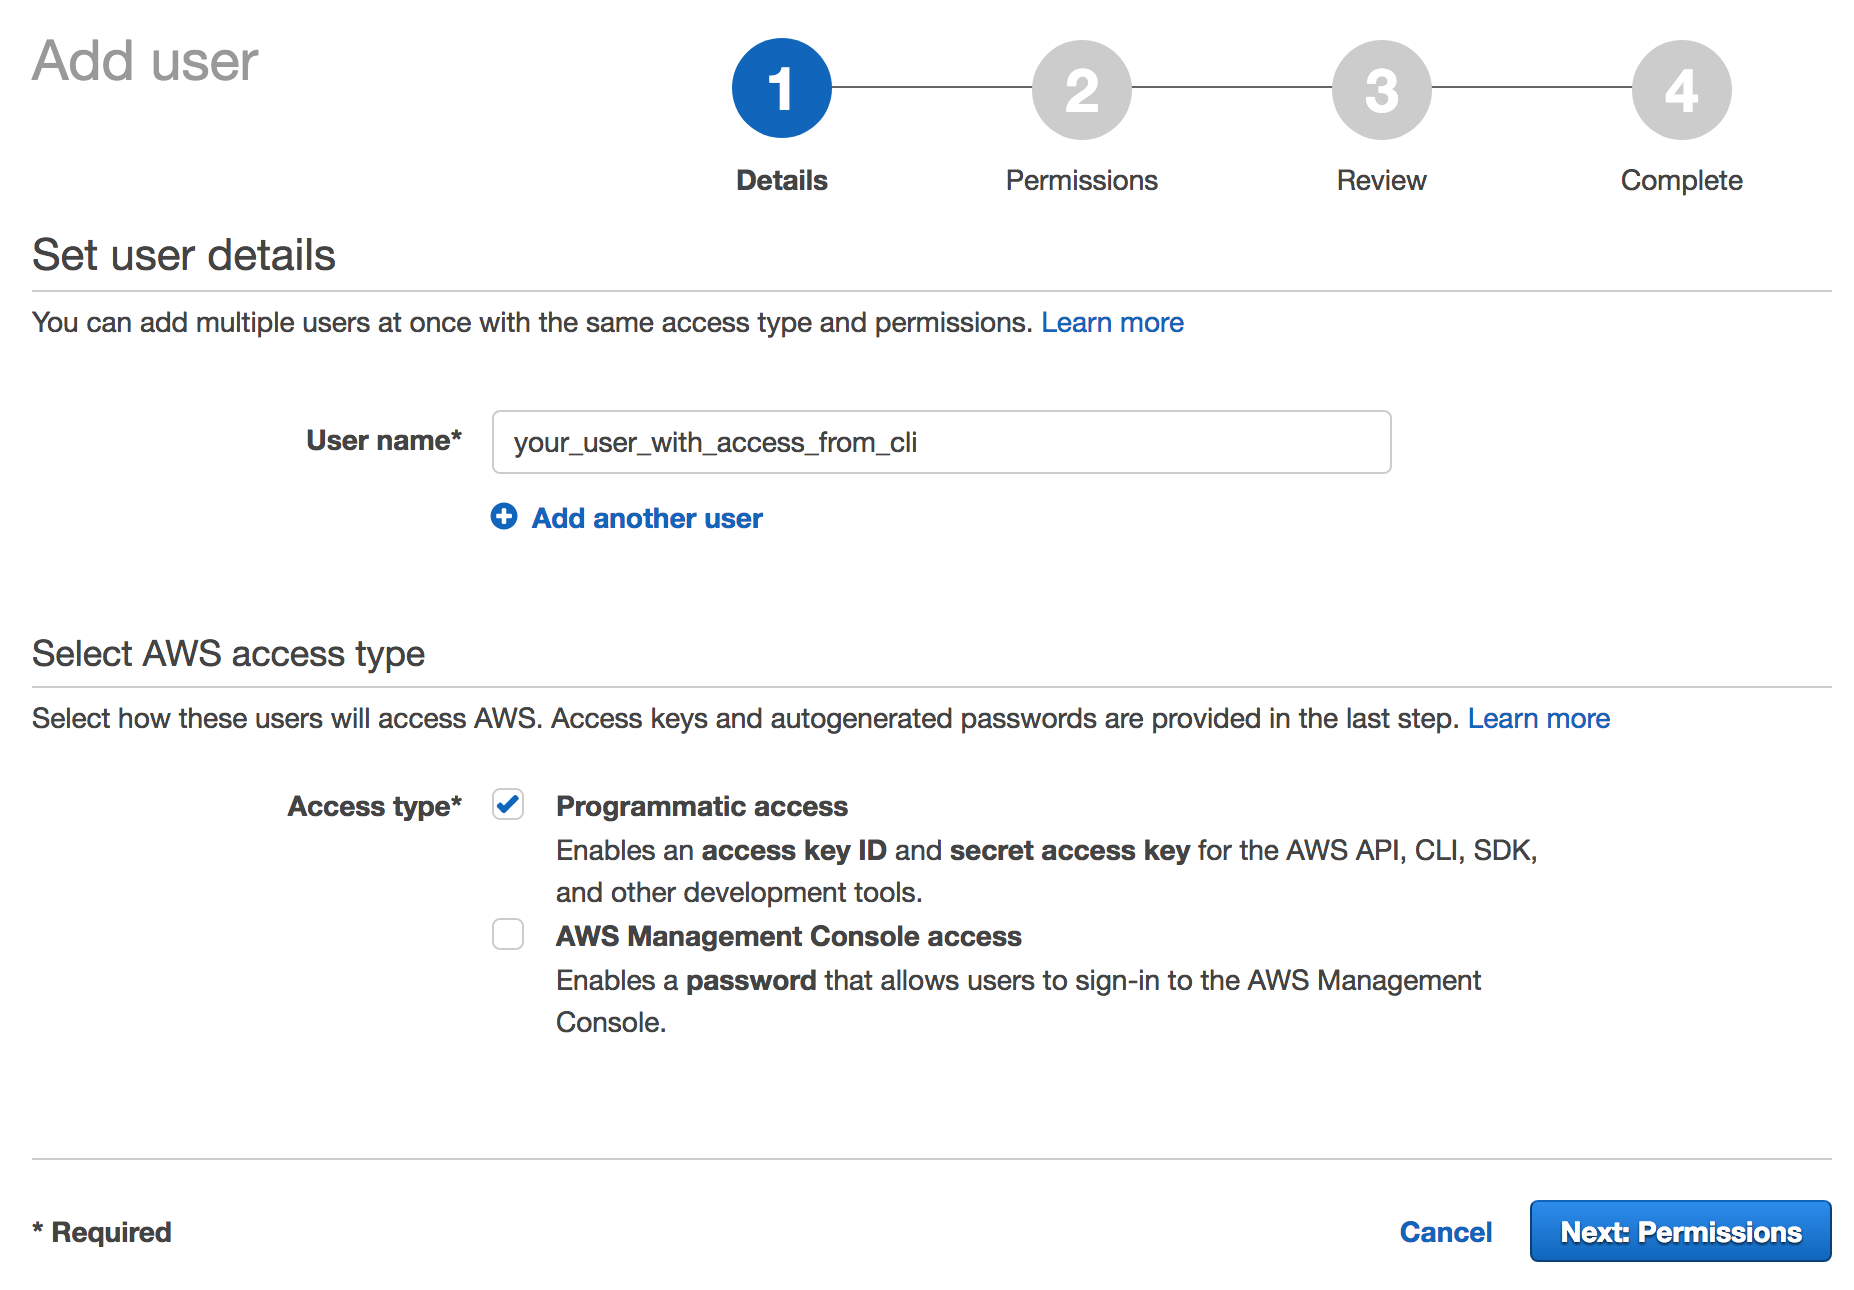 Add user
1
2
3
4
Details
Permissions
Review
Complete
Set user details
You can add multiple users at once with the same access type and permissions. Learn more
User name* your_user_with_access_from_cli
Add another user
Select AWS access type
Select how these users will access AWS. Access keys and autogenerated passwords are provided in the last step. Learn more
Access type* Programmatic access
Enables an access key ID and secret access key for the AWS API, CLI, SDK,
and other development tools.
AWS Management Console access
Enables a password that allows users to sign-in to the AWS Management
Console.
* Required
Cancel
Next: Permissions